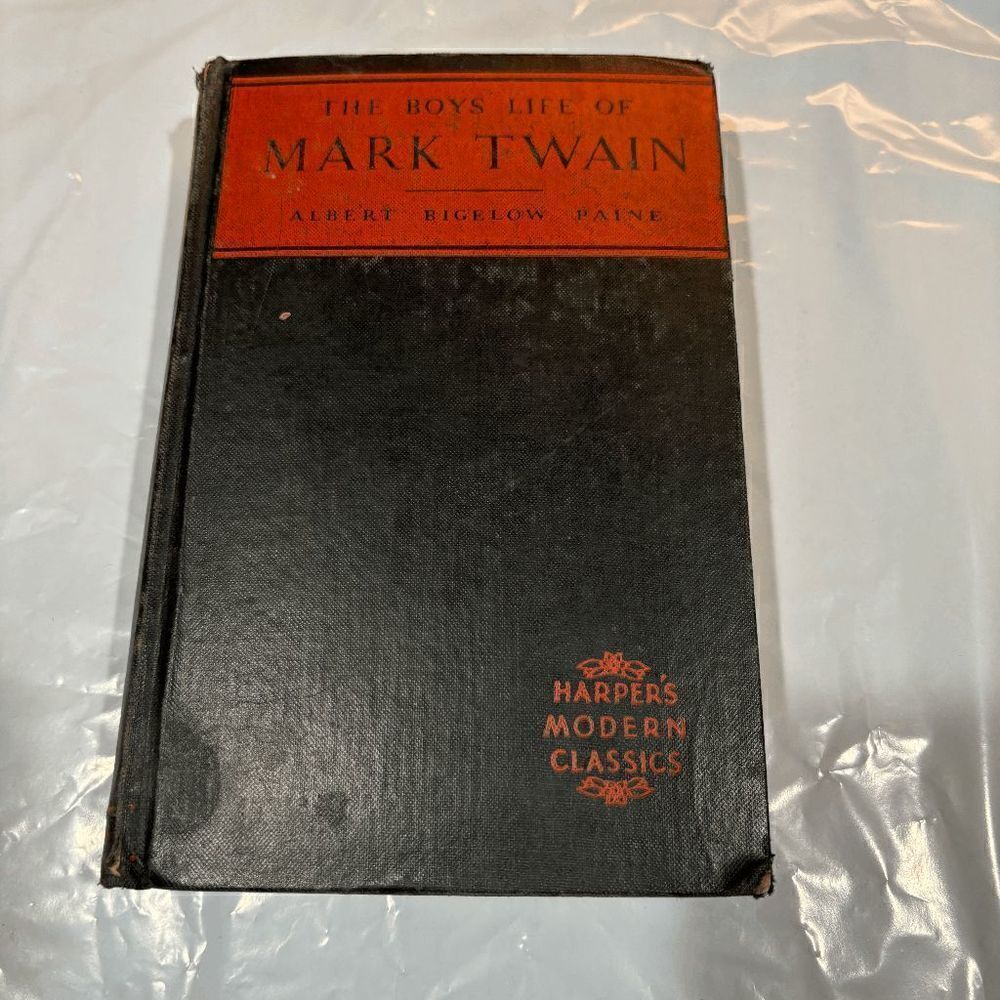 THE BOYS LIFE OF
MARK TWAIN
ALBERT BIGELOW PAINE
HARPER'S
MODERN
CLASSICS